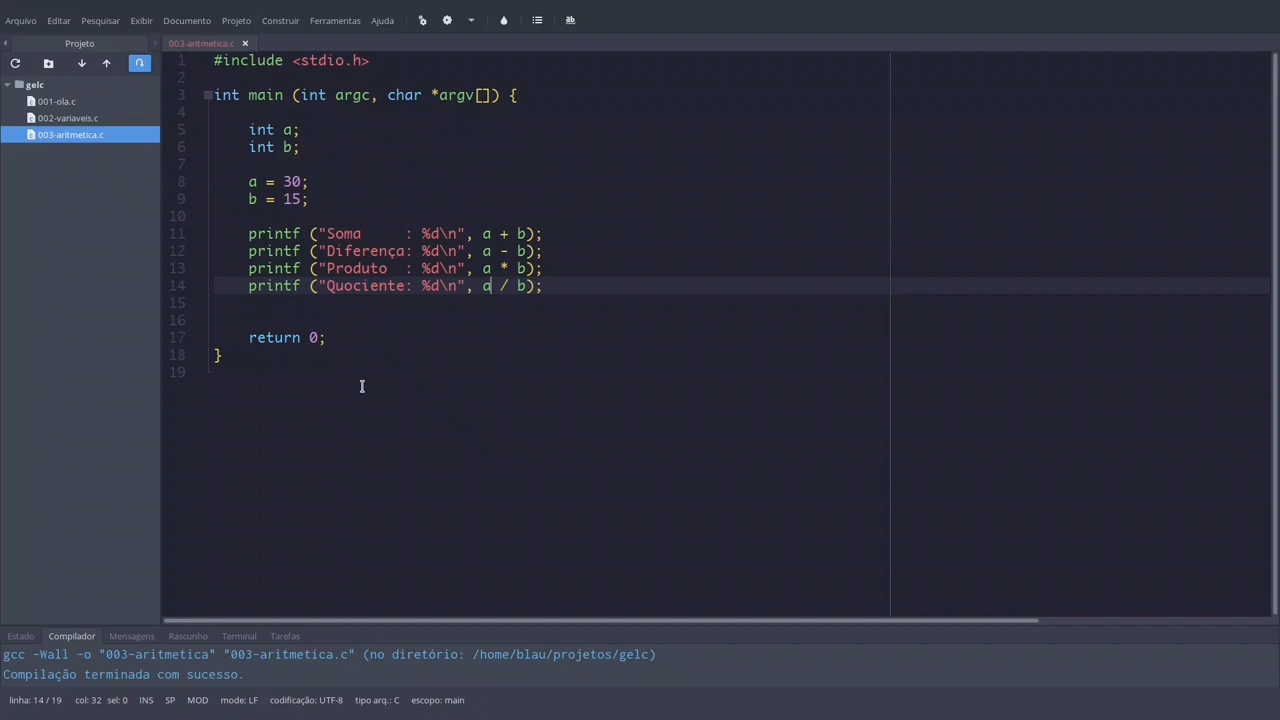 Arquivo Editar Pesquisar Exibir Documento Projeto Construir Ferramentas Ajuda
Projeto
003-aritmetica.c
gelc
001-ola.c
002-variaveis.c
003-aritmetica.c
1 #include <stdio.h>
2
3 int main (int argc, char *argv[]) {
4
5 int a;
6 int b;
7
8 a = 30;
9 b = 15;
10
11 printf ("Soma     : %d\n", a + b);
12 printf ("Diferença: %d\n", a - b);
13 printf ("Produto  : %d\n", a * b);
14 printf ("Quociente: %d\n", a / b);
15
16
17 return 0;
18 }
19
Estado Compilador Mensagens Rascunho Terminal Tarefas
gcc -Wall -o "003-aritmetica" "003-aritmetica.c" (no diretório: /home/blau/projetos/gelc)
Compilação terminada com sucesso.
linha: 14 / 19 col: 32 sel: 0 INS SP MOD mode: LF codificação: UTF-8 tipo arq.: C escopo: main